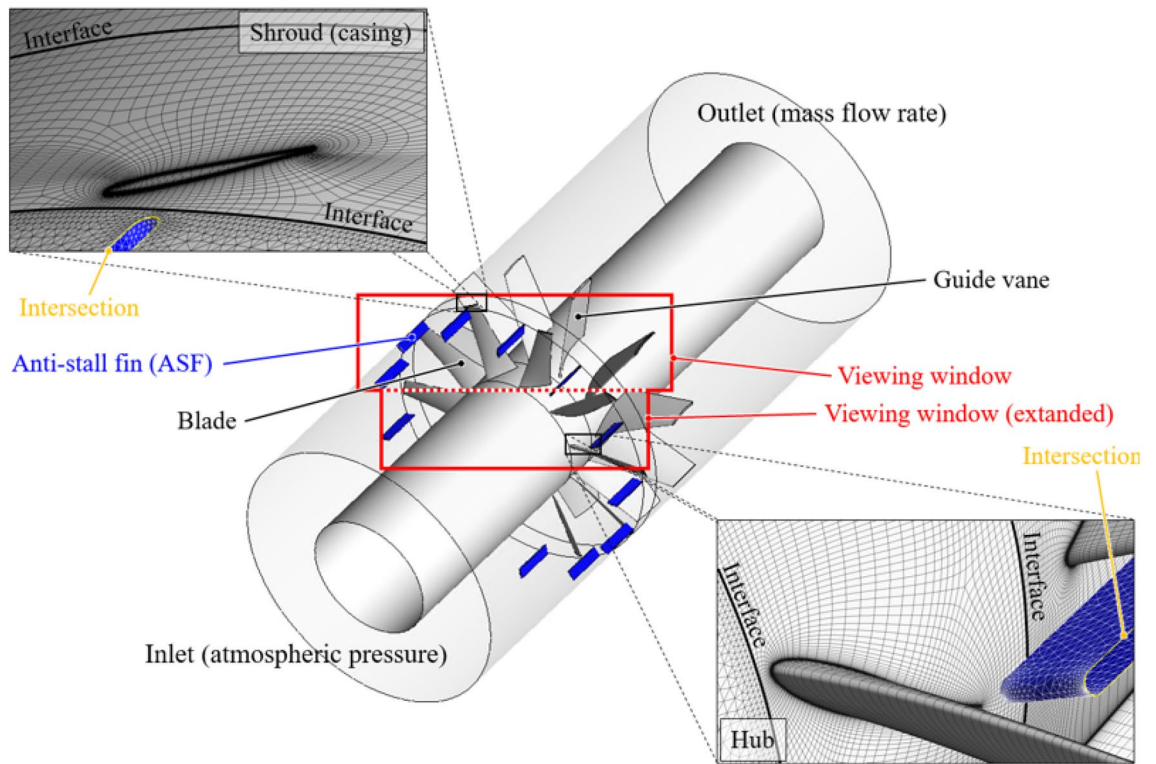 Interface
Shroud (casing)
Interface
Intersection
Outlet (mass flow rate)
Guide vane
Anti-stall fin (ASF)
Viewing window
Blade
Viewing window (extanded)
Intersection
Inlet (atmospheric pressure)
Interface
Interface
Hub